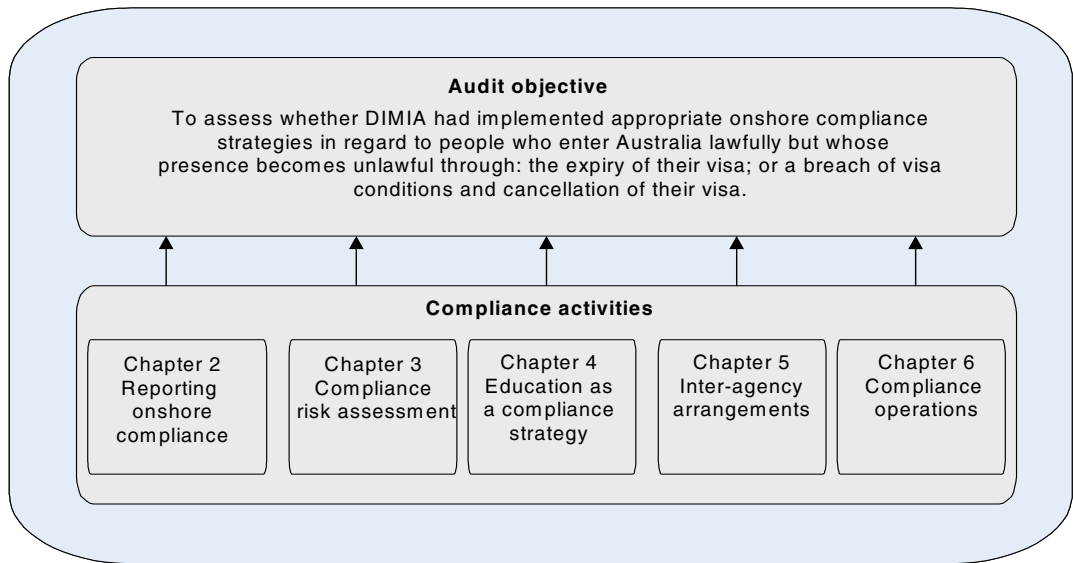 Audit objective
To assess whether DIMIA had implemented appropriate onshore compliance
strategies in regard to people who enter Australia lawfully but whose
presence becomes unlawful through: the expiry of their visa; or a breach of visa
conditions and cancellation of their visa.
Compliance activities
Chapter 2
Reporting
onshore
compliance
Chapter 3
Compliance
risk assessment
Chapter 4
Education as
a compliance
strategy
Chapter 5
Inter-agency
arrangements
Chapter 6
Compliance
operations